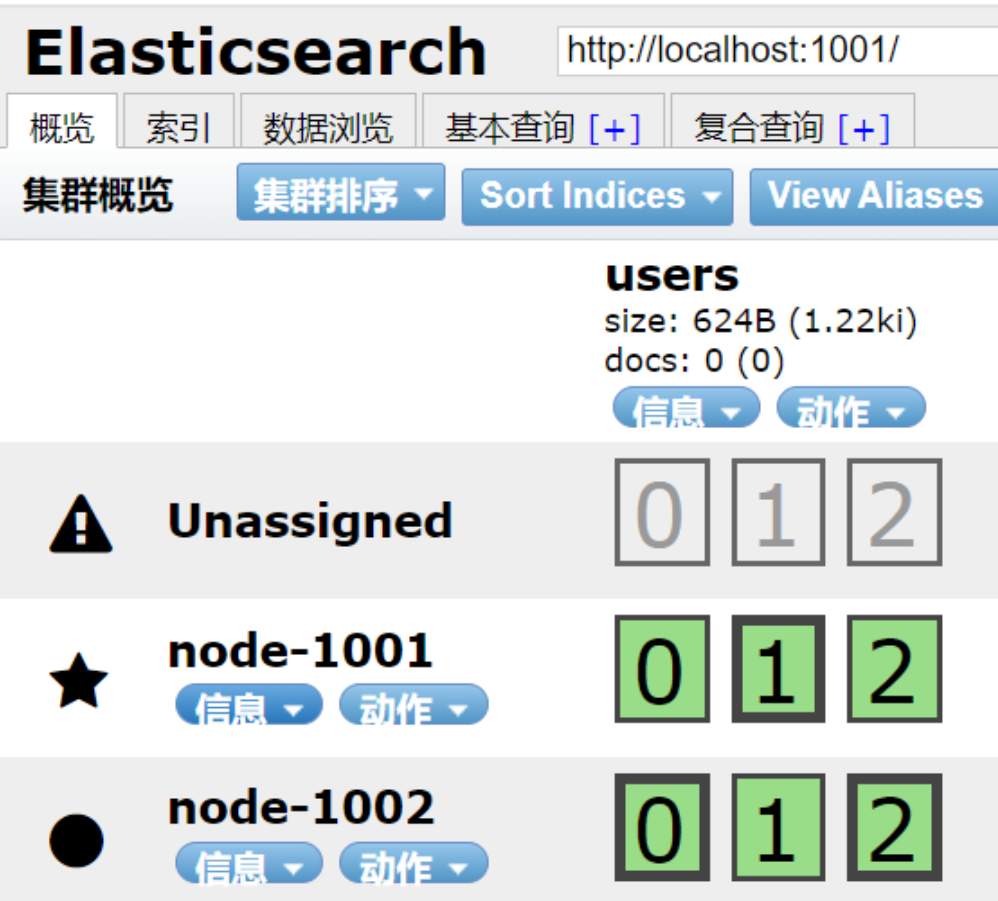 Elasticsearch http://localhost:1001/
概览 索引 数据浏览 基本查询 [+] 复合查询 [+]
集群概览 集群排序 Sort Indices View Aliases
users
size: 624B (1.22ki)
docs: 0 (0)
信息 动作
Unassigned 0 1 2
node-1001 0 1 2
信息 动作
node-1002 0 1 2
信息 动作